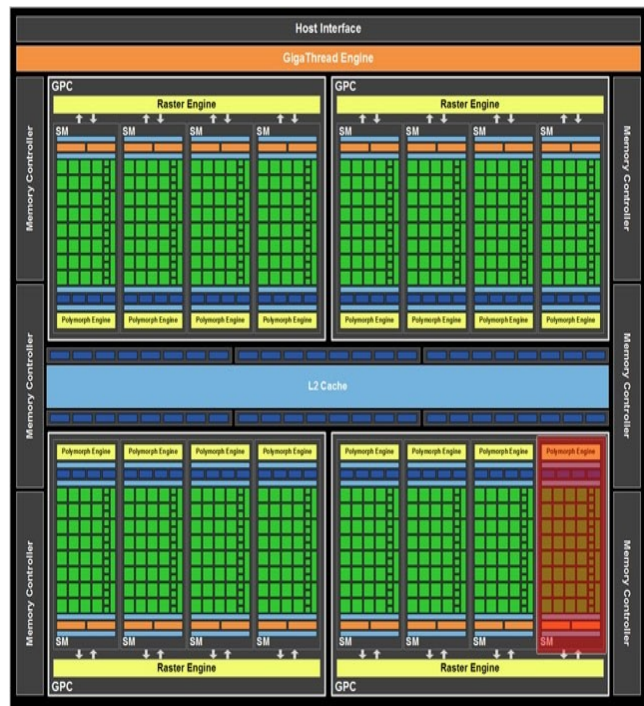 Host Interface
GigaThread Engine
Memory Controller
Memory Controller
Memory Controller
GPC
Raster Engine
SM SM SM SM
Polymorph Engine Polymorph Engine Polymorph Engine Polymorph Engine
GPC
Raster Engine
SM SM SM SM
Polymorph Engine Polymorph Engine Polymorph Engine Polymorph Engine
Memory Controller
Memory Controller
Memory Controller
L2 Cache
Polymorph Engine Polymorph Engine Polymorph Engine Polymorph Engine
SM SM SM SM
Raster Engine
GPC
Polymorph Engine Polymorph Engine Polymorph Engine Polymorph Engine
SM SM SM SM
Raster Engine
GPC